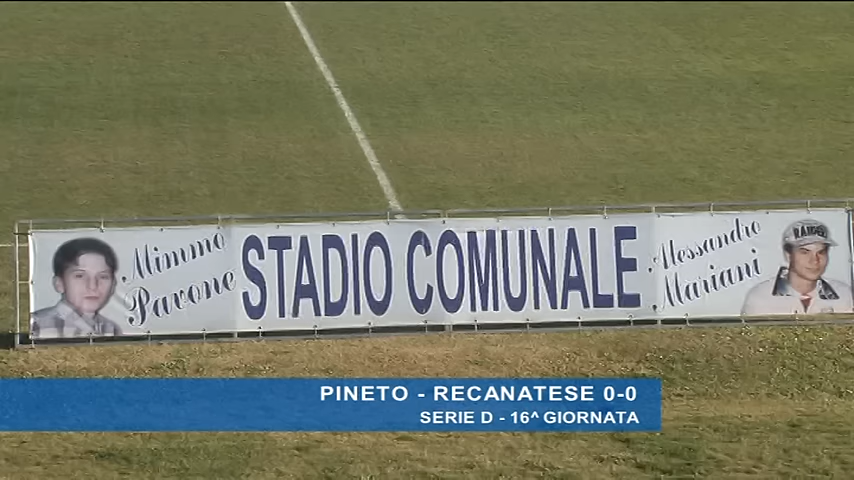 Mimmo
Pavone
STADIO COMUNALE
Alessandro
Mariani
PINETO - RECANATESE 0-0
SERIE D - 16^ GIORNATA